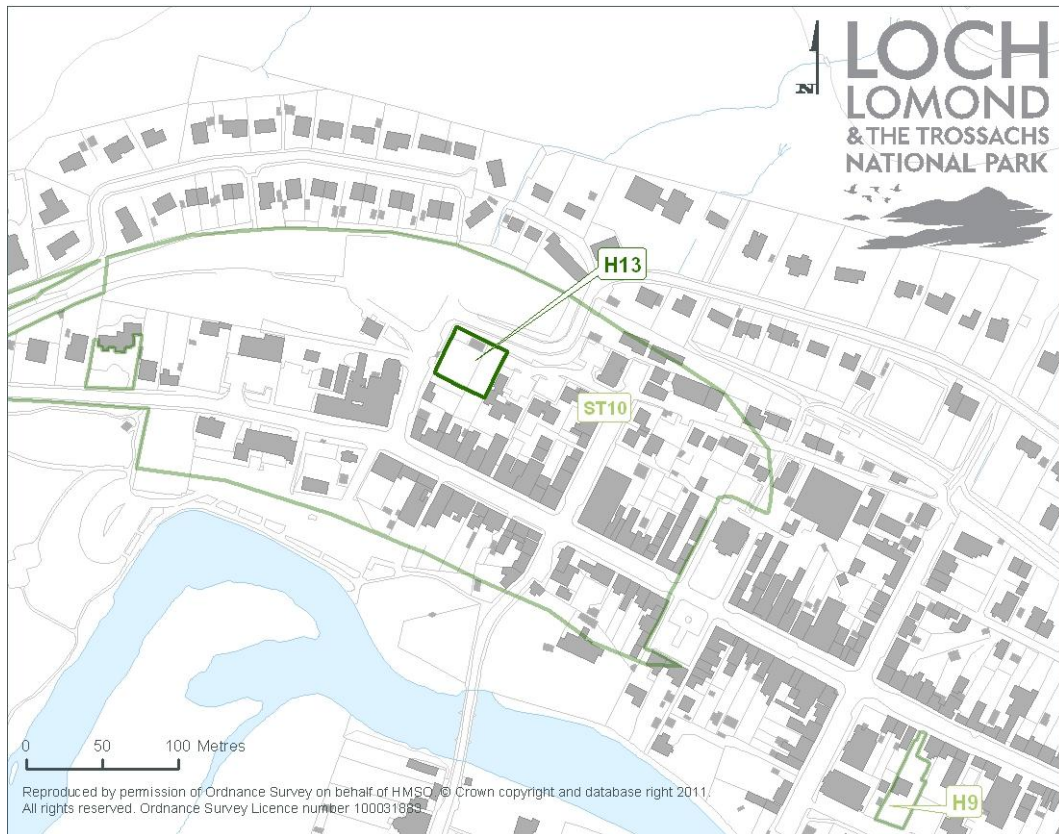 LOCH
LOMOND
& THE TROSSACHS
NATIONAL PARK
N
H13
ST10
0 50 100 Metres
Reproduced by permission of Ordnance Survey on behalf of HMSO. © Crown copyright and database right 2011.
All rights reserved. Ordnance Survey Licence number 100031883
H9